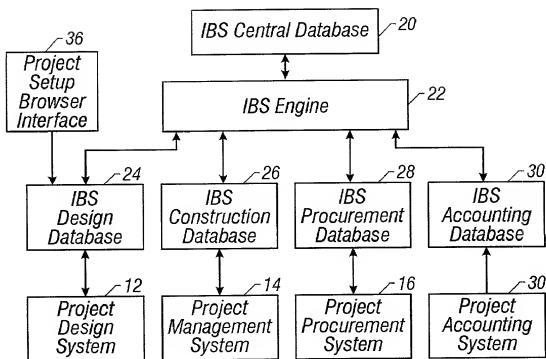 36
Project
Setup
Browser
Interface
IBS Central Database
20
IBS Engine
22
24
IBS
Design
Database
26
IBS
Construction
Database
28
IBS
Procurement
Database
30
IBS
Accounting
Database
12
Project
Design
System
14
Project
Management
System
16
Project
Procurement
System
30
Project
Accounting
System